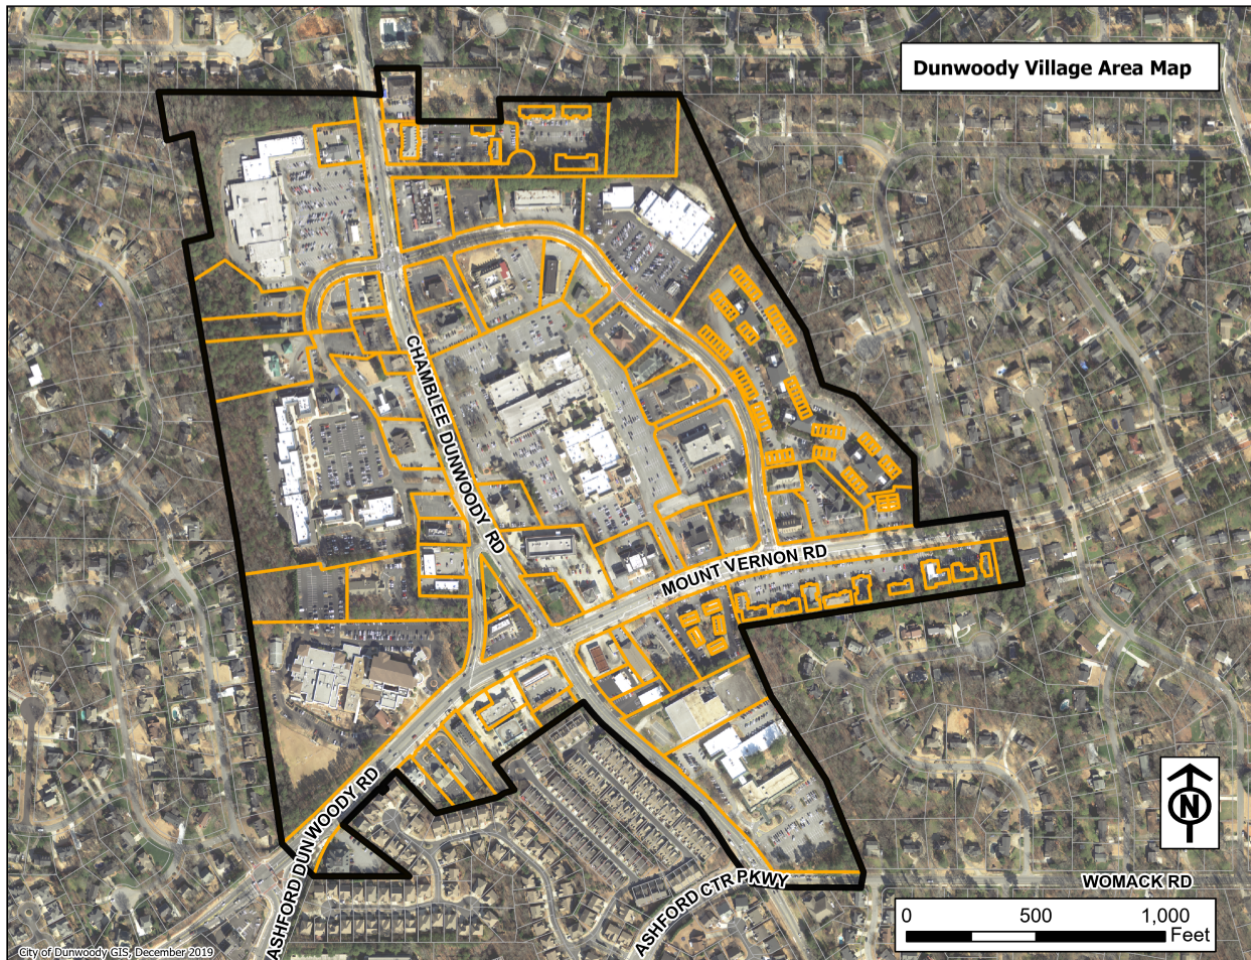 Dunwoody Village Area Map
CHAMBLEE DUNWOODY RD
MOUNT VERNON RD
ASHFORD DUNWOODY RD
ASHFORD CTR PKWY
WOMACK RD
N
0 500 1,000
Feet
City of Dunwoody GIS, December 2019